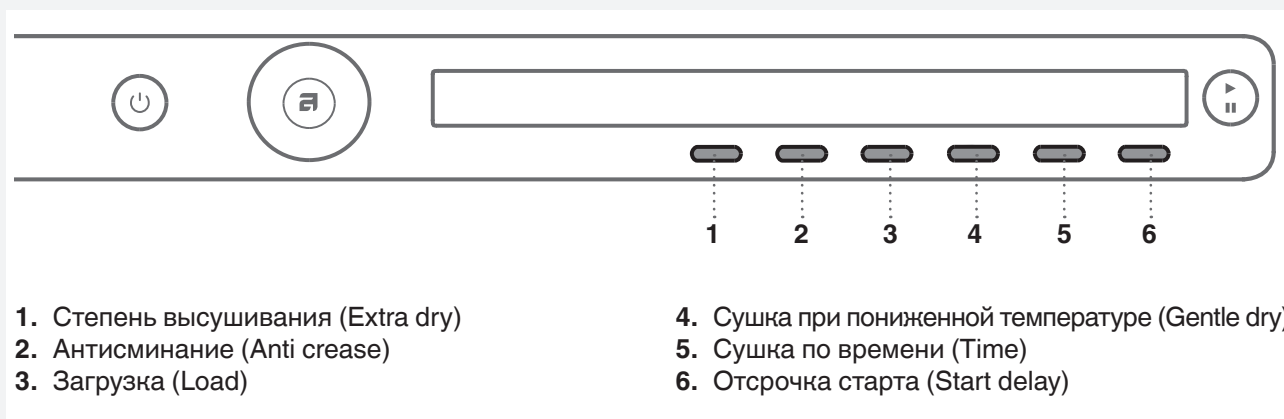 1 2 3 4 5 6
1. Степень высушивания (Extra dry)
2. Антисминание (Anti crease)
3. Загрузка (Load)
4. Сушка при пониженной температуре (Gentle dry)
5. Сушка по времени (Time)
6. Отсрочка старта (Start delay)